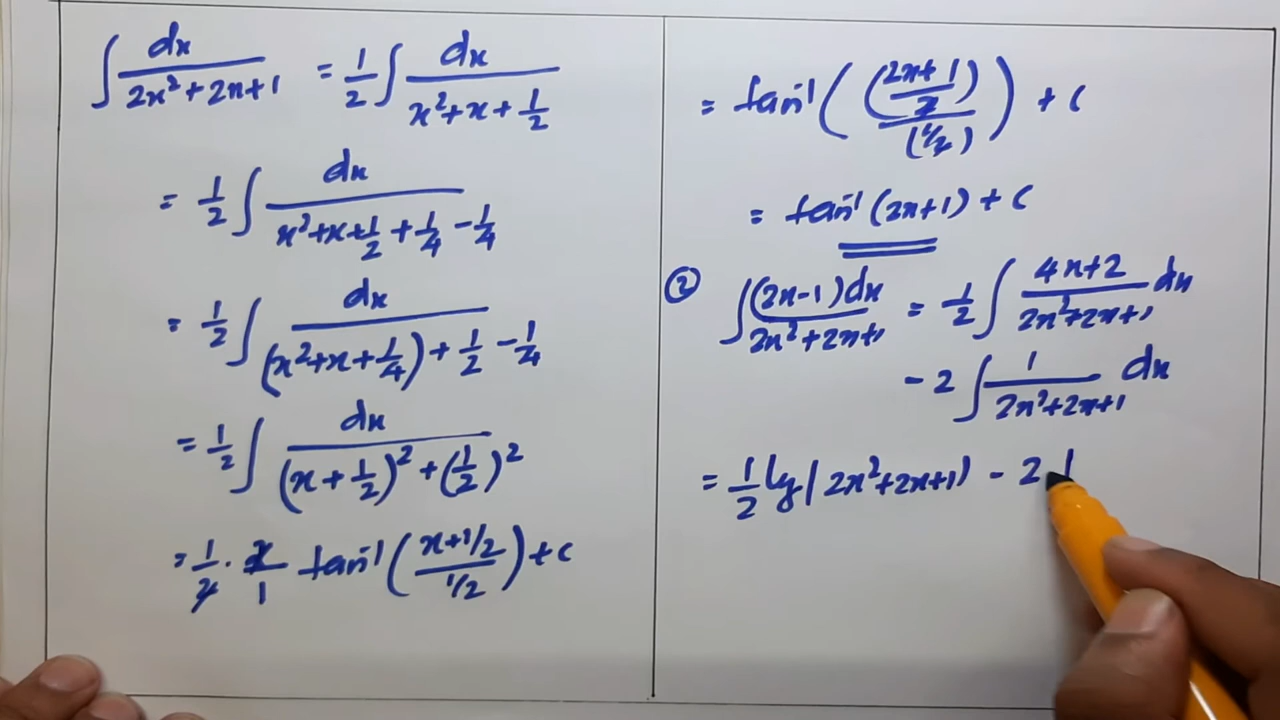 ∫ dx/(2x²+2x+1) = 1/2 ∫ dx/(x²+x+1/2)
= 1/2 ∫ dx/(x²+x+1/2+1/4-1/4)
= 1/2 ∫ dx/((x²+x+1/4)+1/2-1/4)
= 1/2 ∫ dx/((x+1/2)²+(1/2)²)
= 1/2 · 2/1 tan⁻¹((x+1/2)/(1/2)) + c
= tan⁻¹(((2x+1)/2)/(1/2)) + c
= tan⁻¹(2x+1) + c
② ∫ (2x-1)dx/(2x²+2x+1) = 1/2 ∫ (4x+2)/(2x²+2x+1) dx
- 2 ∫ 1/(2x²+2x+1) dx
= 1/2 log|2x²+2x+1| - 2